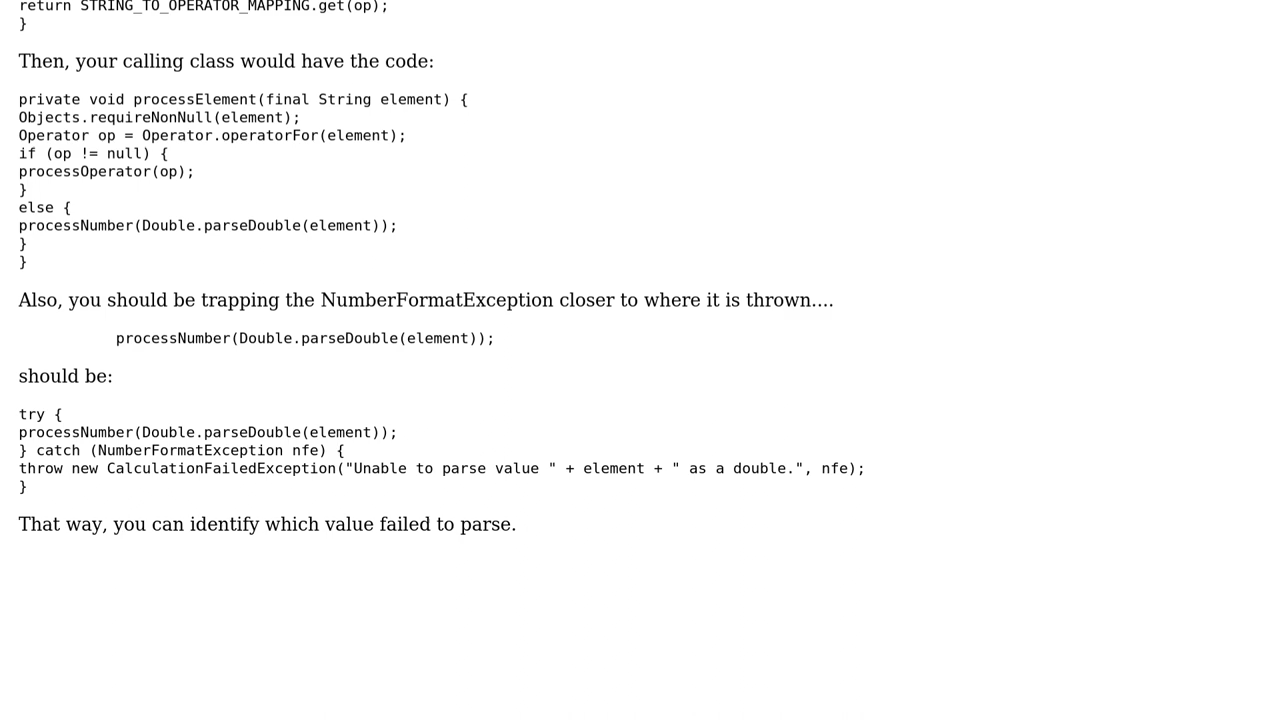 return STRING_TO_OPERATOR_MAPPING.get(op);
}
Then, your calling class would have the code:
private void processElement(final String element) {
Objects.requireNonNull(element);
Operator op = Operator.operatorFor(element);
if (op != null) {
processOperator(op);
}
else {
processNumber(Double.parseDouble(element));
}
}
Also, you should be trapping the NumberFormatException closer to where it is thrown....
processNumber(Double.parseDouble(element));
should be:
try {
processNumber(Double.parseDouble(element));
} catch (NumberFormatException nfe) {
throw new CalculationFailedException("Unable to parse value " + element + " as a double.", nfe);
}
That way, you can identify which value failed to parse.